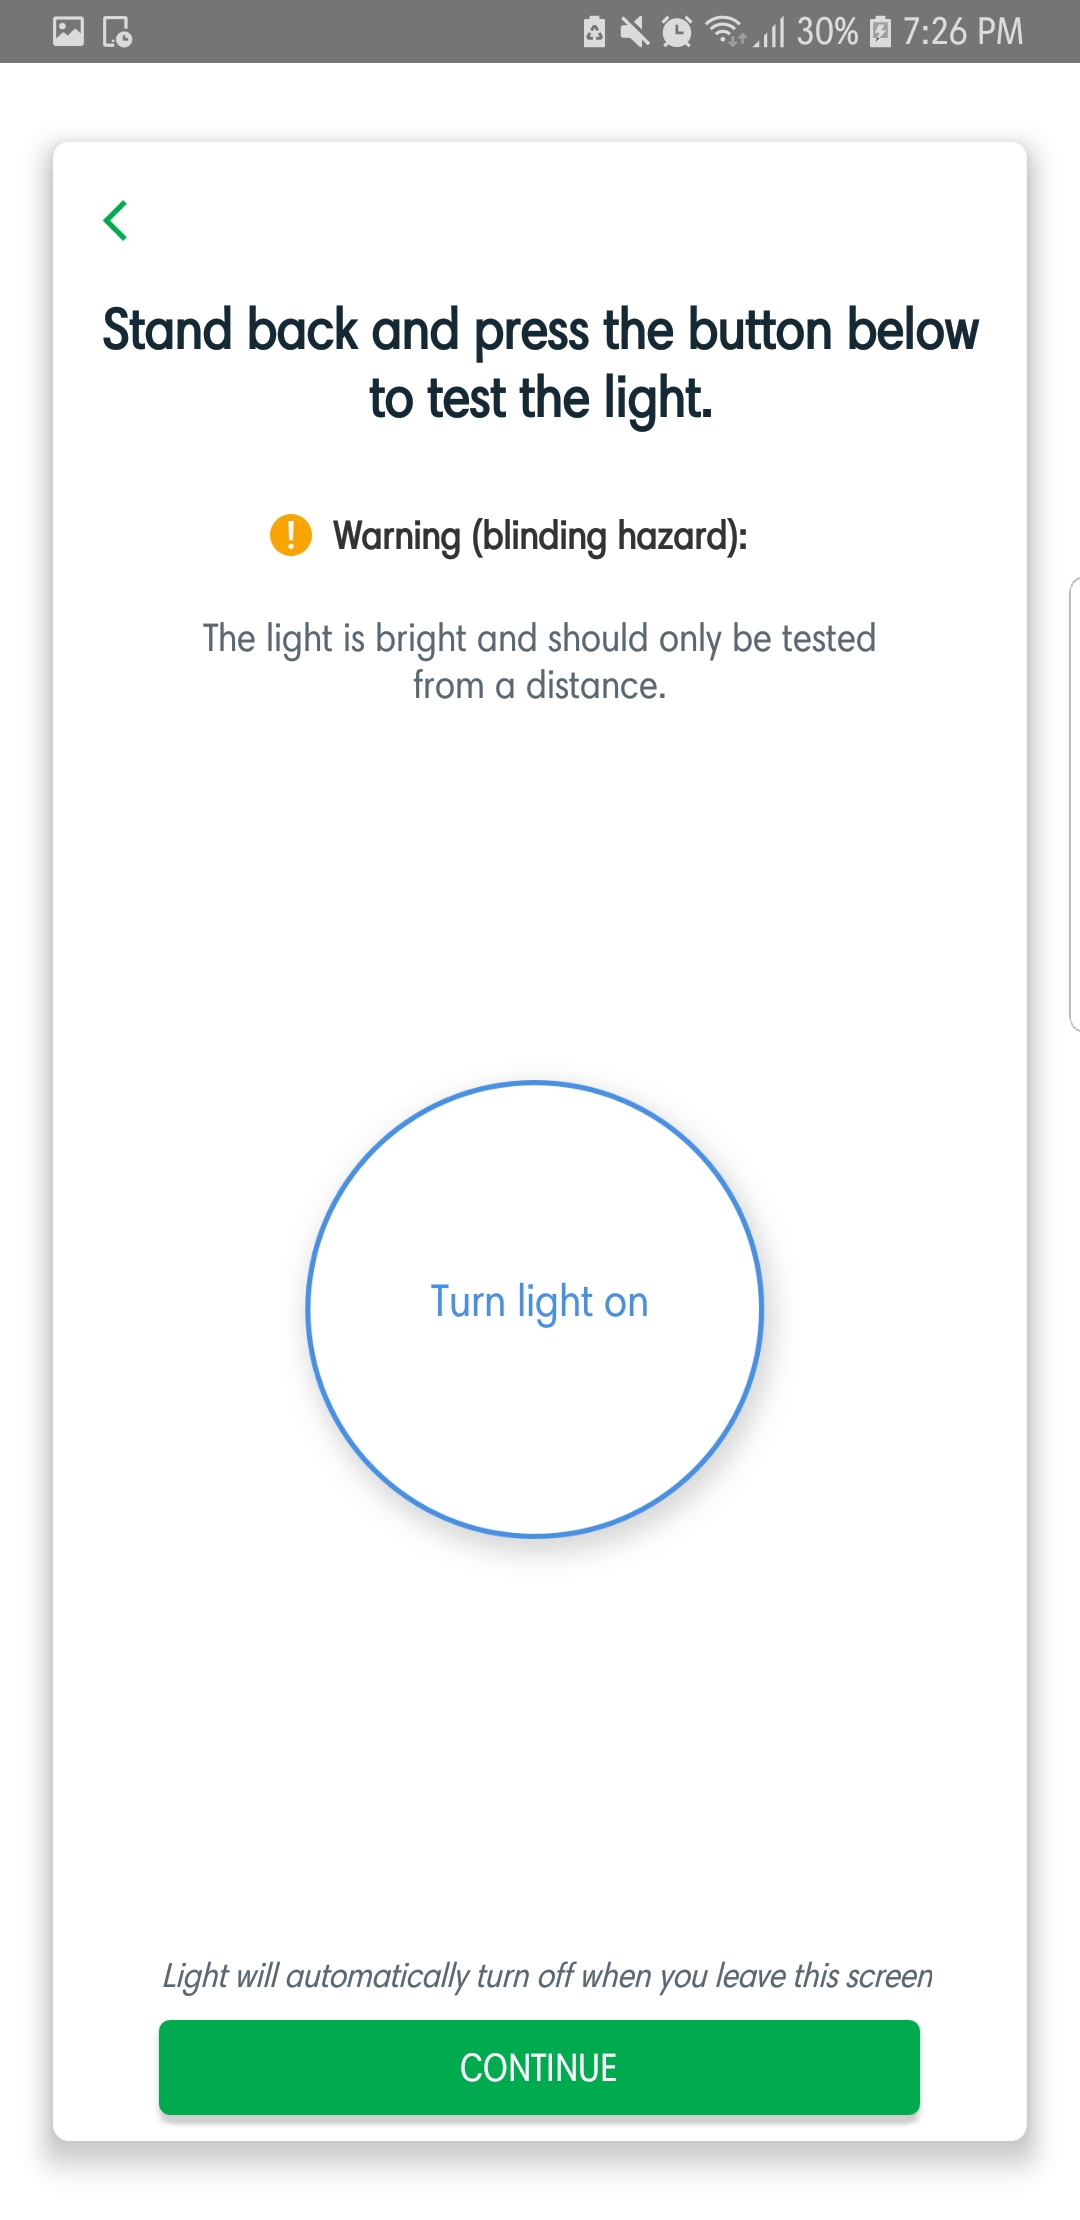 30% 7:26 PM
Stand back and press the button below
to test the light.
! Warning (blinding hazard):
The light is bright and should only be tested
from a distance.
Turn light on
Light will automatically turn off when you leave this screen
CONTINUE